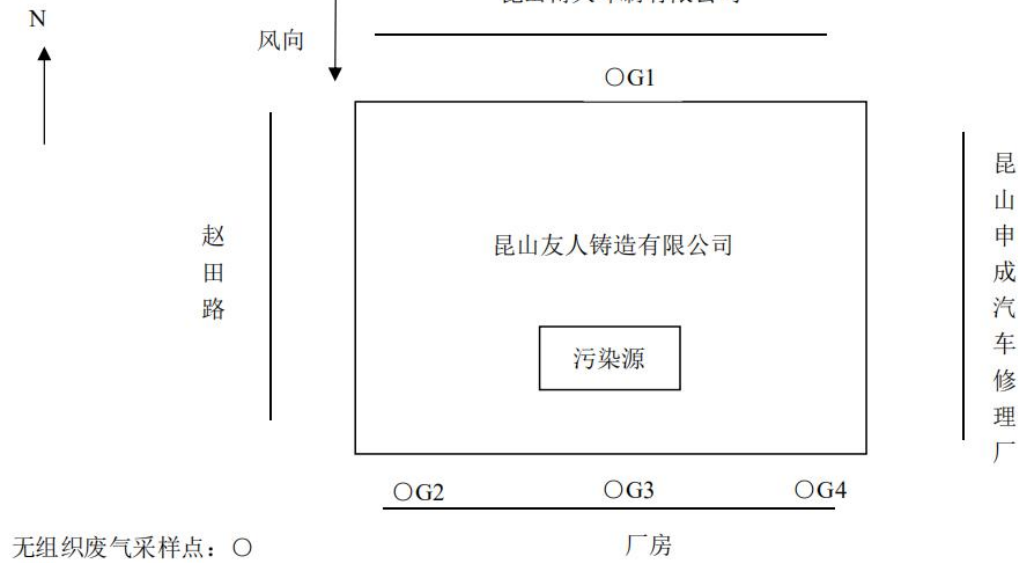 N
风向
○G1
赵田路
昆山友人铸造有限公司
昆山申成汽车修理厂
污染源
○G2
○G3
○G4
无组织废气采样点：○
厂房